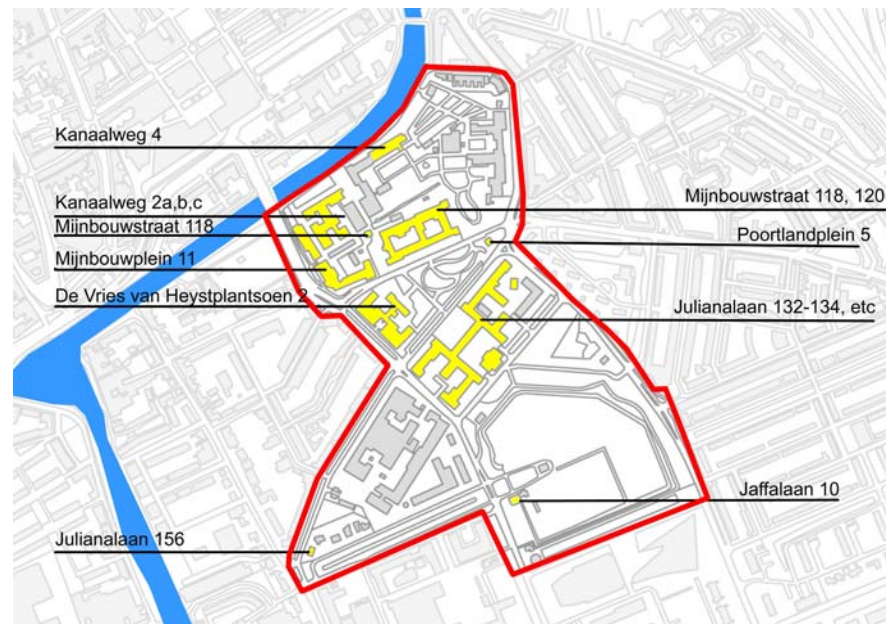 Kanaalweg 4
Kanaalweg 2a,b,c
Mijnbouwstraat 118
Mijnbouwplein 11
De Vries van Heystplantsoen 2
Julianalaan 156
Mijnbouwstraat 118, 120
Poortlandplein 5
Julianalaan 132-134, etc
Jaffalaan 10